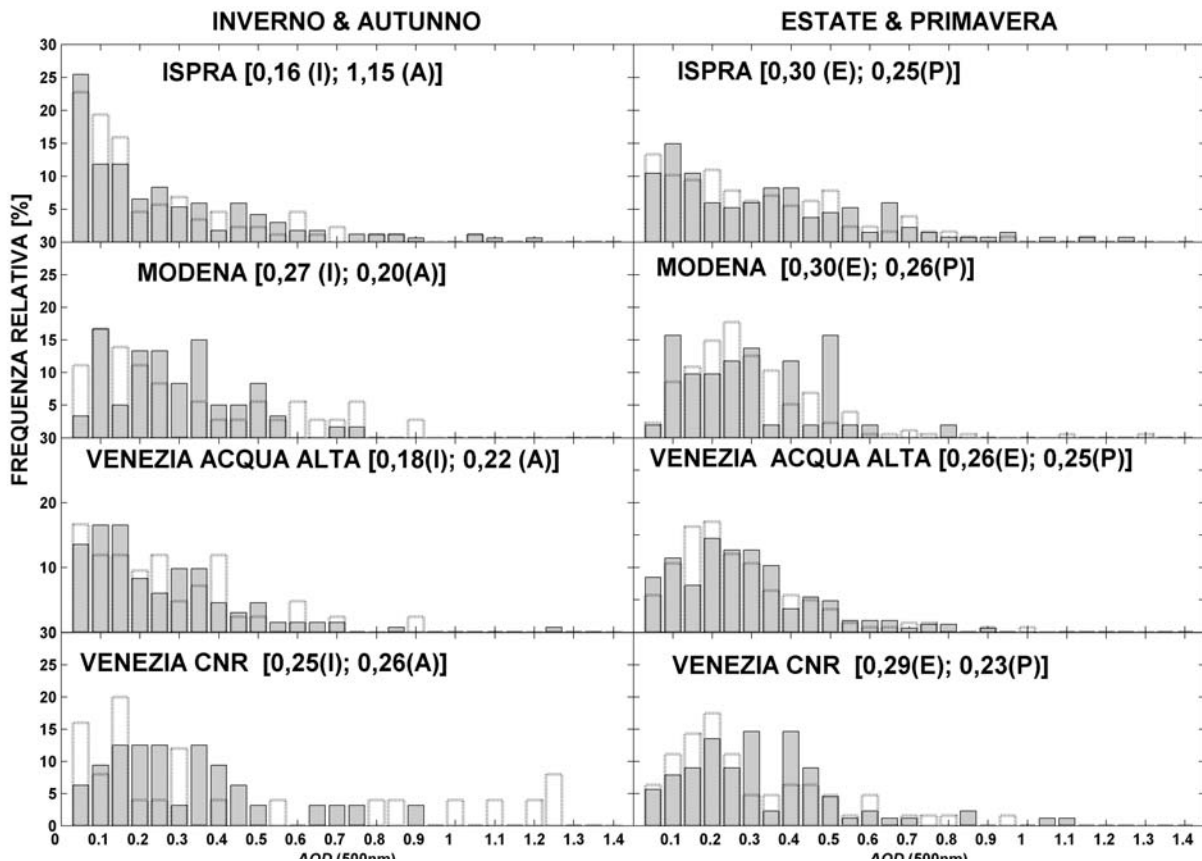 INVERNO & AUTUNNO
ESTATE & PRIMAVERA
FREQUENZA RELATIVA [%]
ISPRA [0,16 (I); 1,15 (A)]
ISPRA [0,30 (E); 0,25(P)]
30
25
20
15
10
5
MODENA [0,27 (I); 0,20(A)]
MODENA [0,30(E); 0,26(P)]
30
25
20
15
10
5
VENEZIA ACQUA ALTA [0,18(I); 0,22 (A)]
VENEZIA ACQUA ALTA [0,26(E); 0,25(P)]
30
20
10
VENEZIA CNR [0,25(I); 0,26(A)]
VENEZIA CNR [0,29(E); 0,23(P)]
30
20
15
10
5
0
0 0.1 0.2 0.3 0.4 0.5 0.6 0.7 0.8 0.9 1 1.1 1.2 1.3 1.4
0.1 0.2 0.3 0.4 0.5 0.6 0.7 0.8 0.9 1 1.1 1.2 1.3 1.4
AOD (500nm)
AOD (500nm)